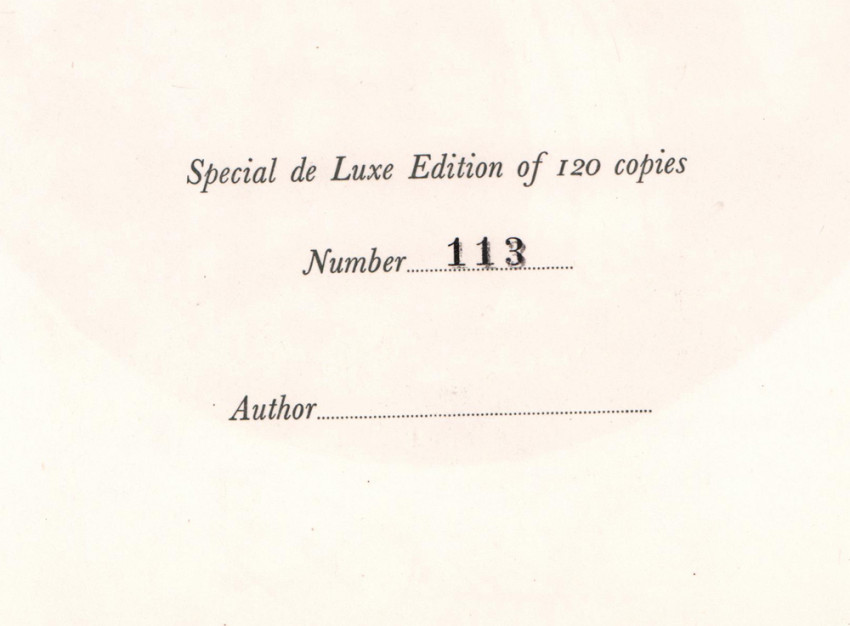 Special de Luxe Edition of 120 copies
Number........113........
Author........................................